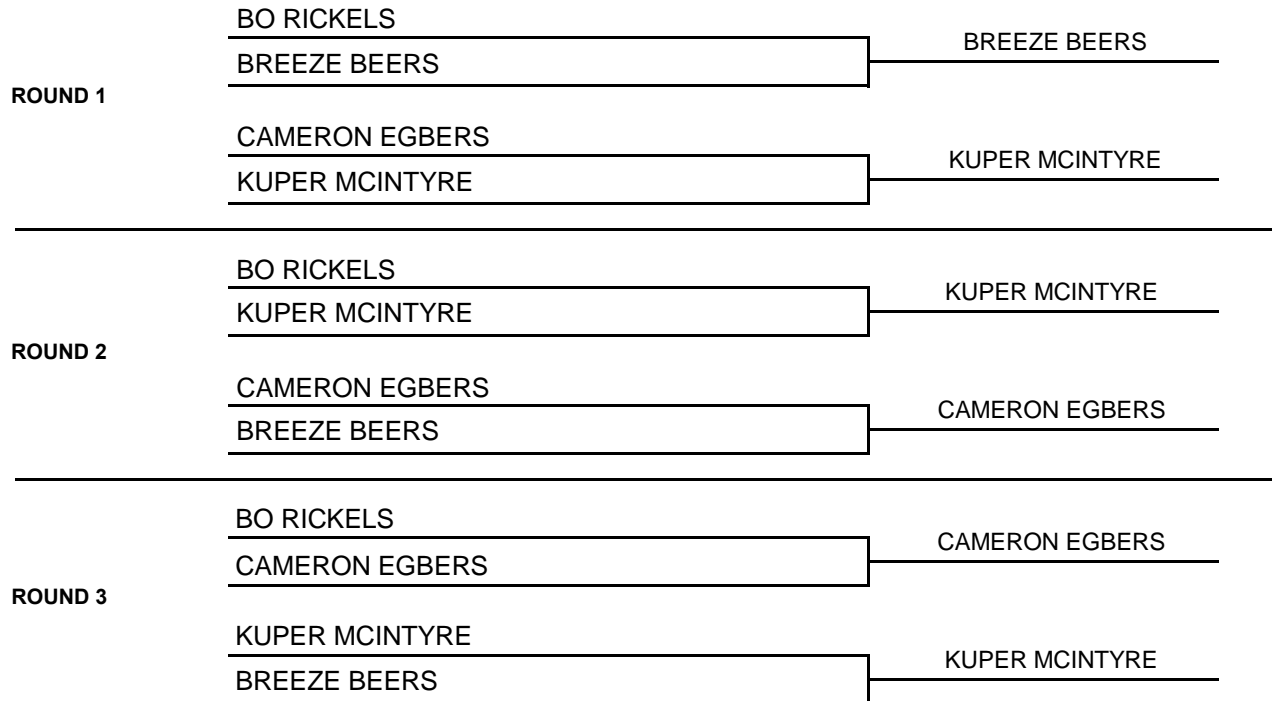 BO RICKELS
BREEZE BEERS
BREEZE BEERS
ROUND 1
CAMERON EGBERS
KUPER MCINTYRE
KUPER MCINTYRE
BO RICKELS
KUPER MCINTYRE
KUPER MCINTYRE
ROUND 2
CAMERON EGBERS
BREEZE BEERS
CAMERON EGBERS
BO RICKELS
CAMERON EGBERS
CAMERON EGBERS
ROUND 3
KUPER MCINTYRE
BREEZE BEERS
KUPER MCINTYRE